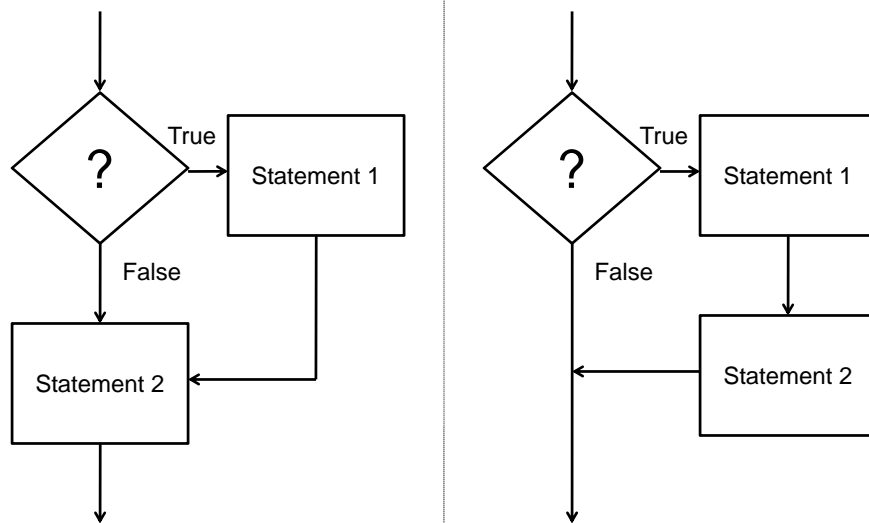 True
?
Statement 1
False
Statement 2
True
?
Statement 1
False
Statement 2